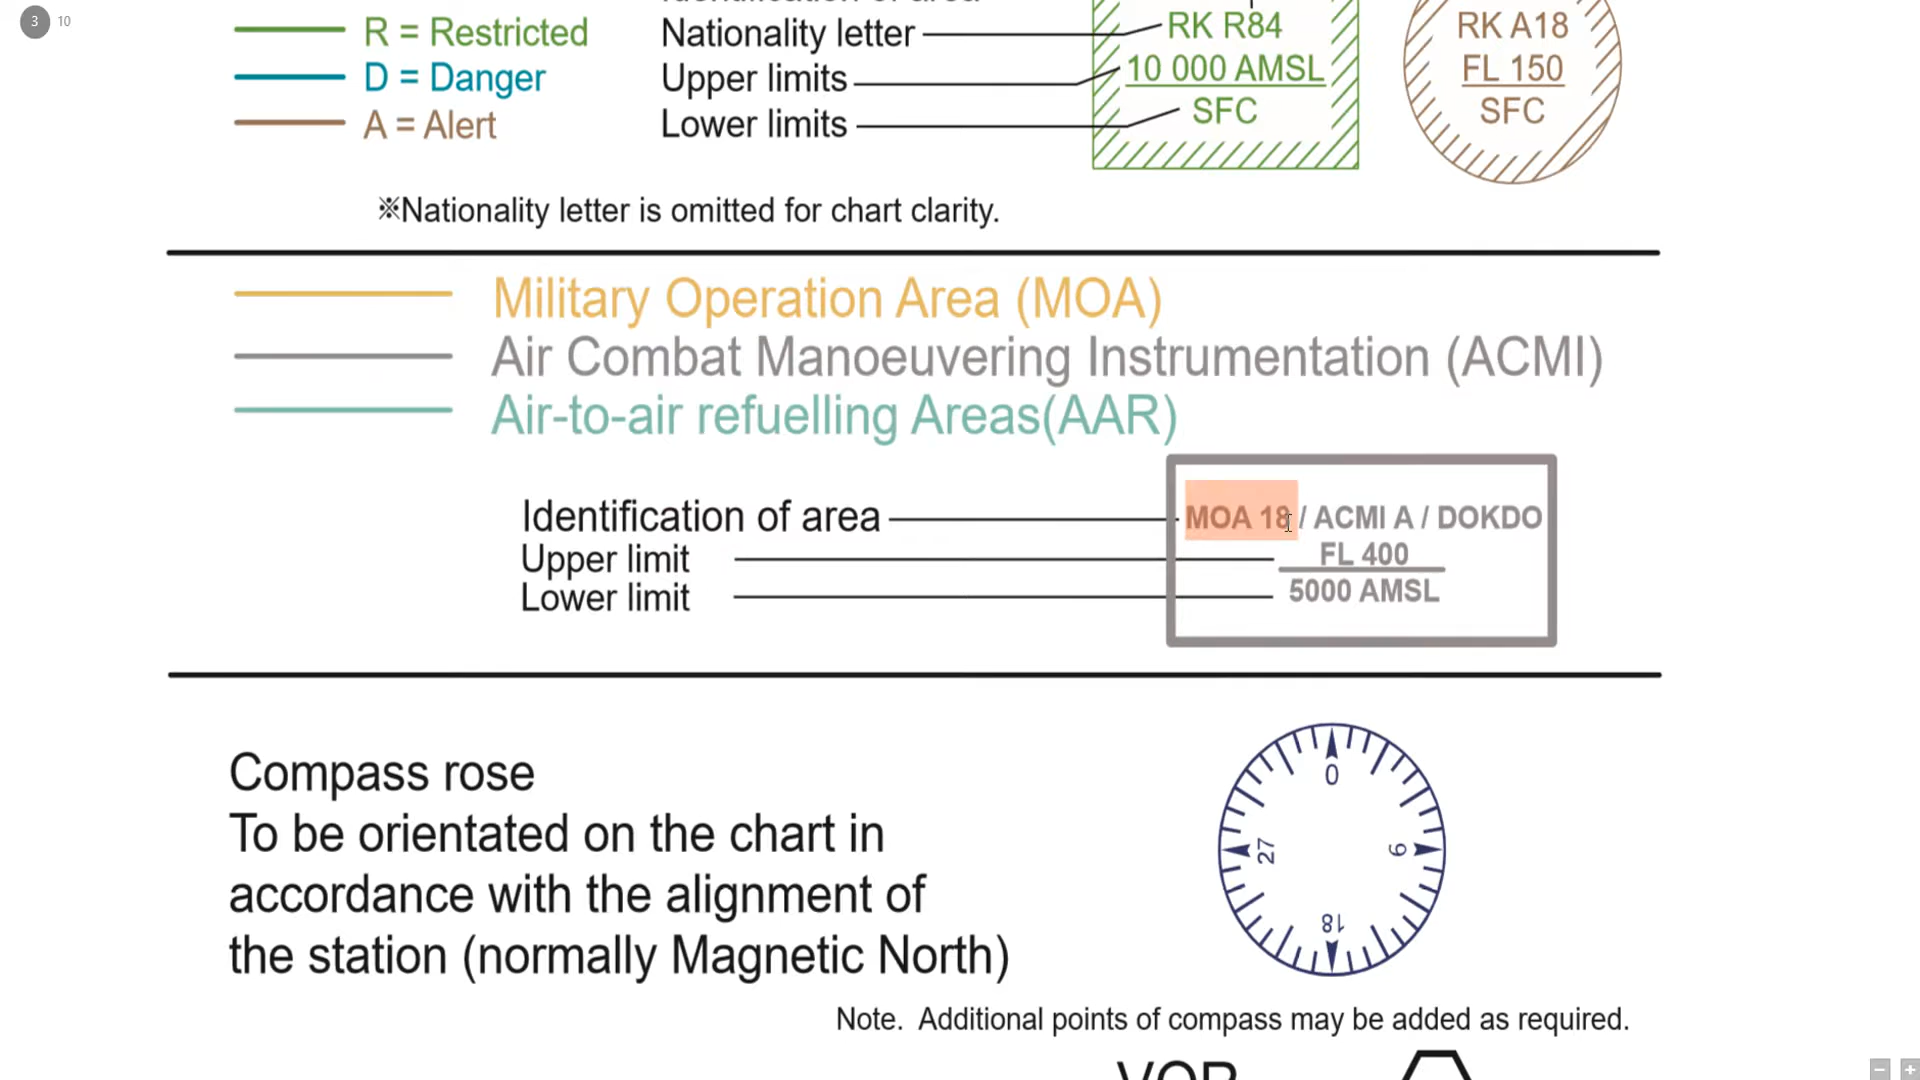 3 10
R = Restricted
D = Danger
A = Alert
Nationality letter
Upper limits
Lower limits
RK R84
10 000 AMSL
SFC
RK A18
FL 150
SFC
※Nationality letter is omitted for chart clarity.
Military Operation Area (MOA)
Air Combat Manoeuvering Instrumentation (ACMI)
Air-to-air refuelling Areas(AAR)
Identification of area
Upper limit
Lower limit
MOA 18 / ACMI A / DOKDO
FL 400
5000 AMSL
Compass rose
To be orientated on the chart in
accordance with the alignment of
the station (normally Magnetic North)
0
9
18
27
Note. Additional points of compass may be added as required.
VOR